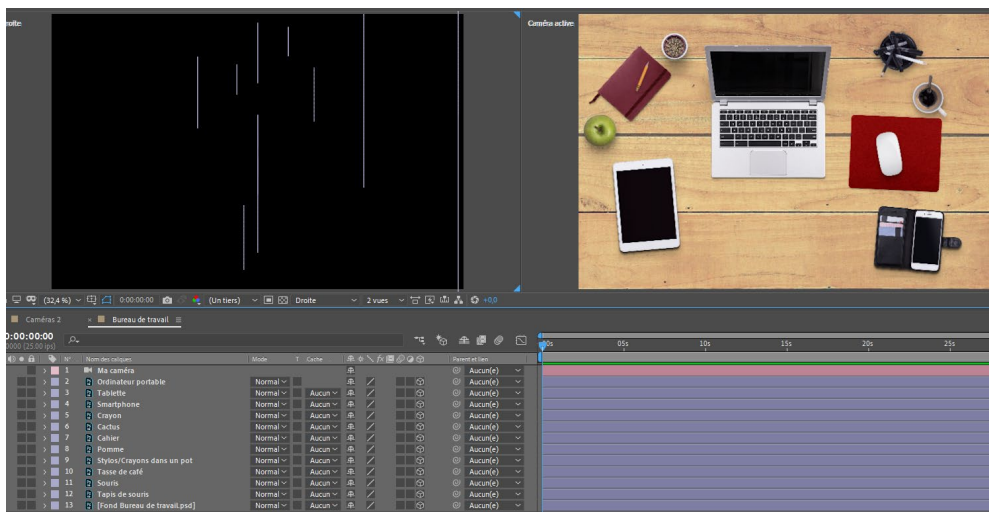 Droite
Caméra active
(32,4 %)
0:00:00:00
(Un tiers)
Droite
2 vues
+0,0
Caméras 2
Bureau de travail
0:00:00:00
0000 (25.00 ips)
05s
10s
15s
20s
25s
N° Nom des calques Mode T Cache Parent et lien
1 Ma caméra Aucun(e)
2 Ordinateur portable Normal Aucun(e)
3 Tablette Normal Aucun Aucun(e)
4 Smartphone Normal Aucun Aucun(e)
5 Crayon Normal Aucun Aucun(e)
6 Cactus Normal Aucun Aucun(e)
7 Cahier Normal Aucun Aucun(e)
8 Pomme Normal Aucun Aucun(e)
9 Stylos/Crayons dans un pot Normal Aucun Aucun(e)
10 Tasse de café Normal Aucun Aucun(e)
11 Souris Normal Aucun Aucun(e)
12 Tapis de souris Normal Aucun Aucun(e)
13 [Fond Bureau de travail.psd] Normal Aucun Aucun(e)